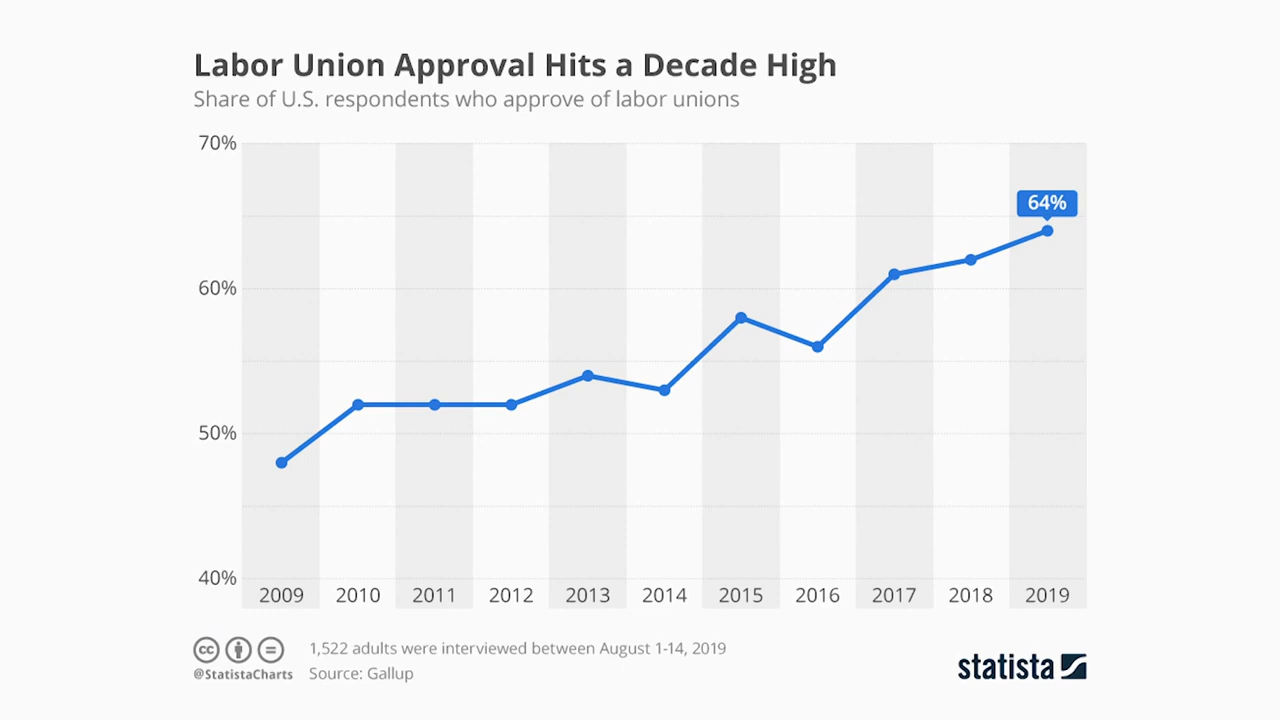 Labor Union Approval Hits a Decade High
Share of U.S. respondents who approve of labor unions
70%
64%
60%
50%
40%
2009 2010 2011 2012 2013 2014 2015 2016 2017 2018 2019
cc
1,522 adults were interviewed between August 1-14, 2019
@StatistaCharts Source: Gallup
statista